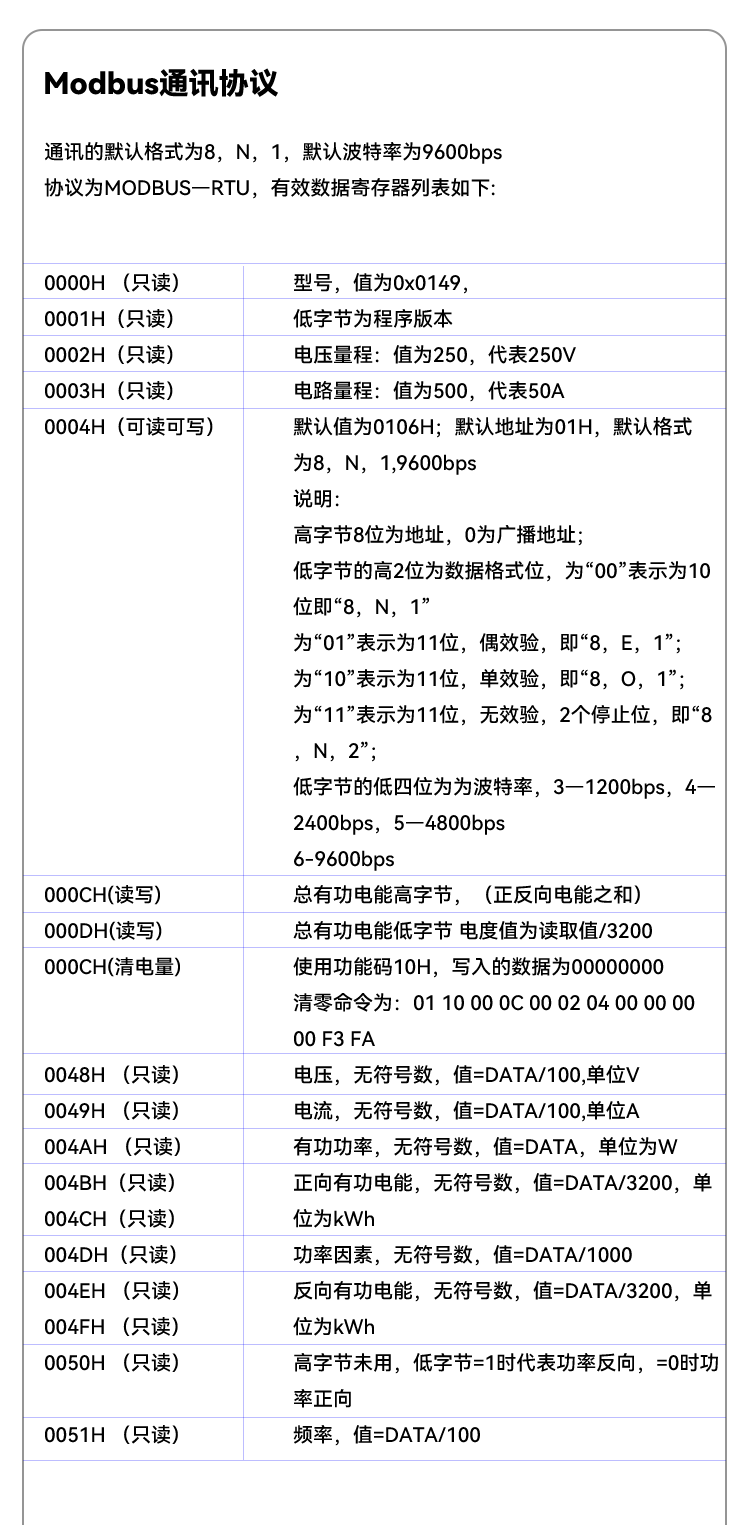 Modbus通讯协议
通讯的默认格式为8，N，1，默认波特率为9600bps
协议为MODBUS—RTU，有效数据寄存器列表如下:
0000H （只读） 型号，值为0x0149，
0001H（只读） 低字节为程序版本
0002H（只读） 电压量程：值为250，代表250V
0003H（只读） 电路量程：值为500，代表50A
0004H（可读可写） 默认值为0106H；默认地址为01H，默认格式
为8，N，1,9600bps
说明：
高字节8位为地址，0为广播地址；
低字节的高2位为数据格式位，为“00”表示为10
位即“8，N，1”
为“01”表示为11位，偶效验，即“8，E，1”；
为“10”表示为11位，单效验，即“8，O，1”；
为“11”表示为11位，无效验，2个停止位，即“8
，N，2”；
低字节的低四位为为波特率，3—1200bps，4—
2400bps，5—4800bps
6-9600bps
000CH(读写) 总有功电能高字节，（正反向电能之和）
000DH(读写) 总有功电能低字节 电度值为读取值/3200
000CH(清电量) 使用功能码10H，写入的数据为00000000
清零命令为：01 10 00 0C 00 02 04 00 00 00
00 F3 FA
0048H （只读） 电压，无符号数，值=DATA/100,单位V
0049H （只读） 电流，无符号数，值=DATA/100,单位A
004AH （只读） 有功功率，无符号数，值=DATA，单位为W
004BH（只读） 正向有功电能，无符号数，值=DATA/3200，单
004CH（只读） 位为kWh
004DH（只读） 功率因素，无符号数，值=DATA/1000
004EH （只读） 反向有功电能，无符号数，值=DATA/3200，单
004FH （只读） 位为kWh
0050H （只读） 高字节未用，低字节=1时代表功率反向，=0时功
率正向
0051H （只读） 频率，值=DATA/100